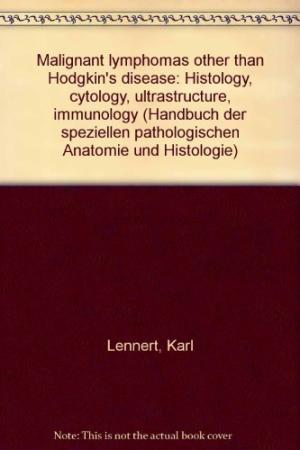 Malignant lymphomas other than
Hodgkin's disease: Histology,
cytology, ultrastructure,
immunology (Handbuch der
speziellen pathologischen
Anatomie und Histologie)
Lennert, Karl
Note: This is not the actual book cover